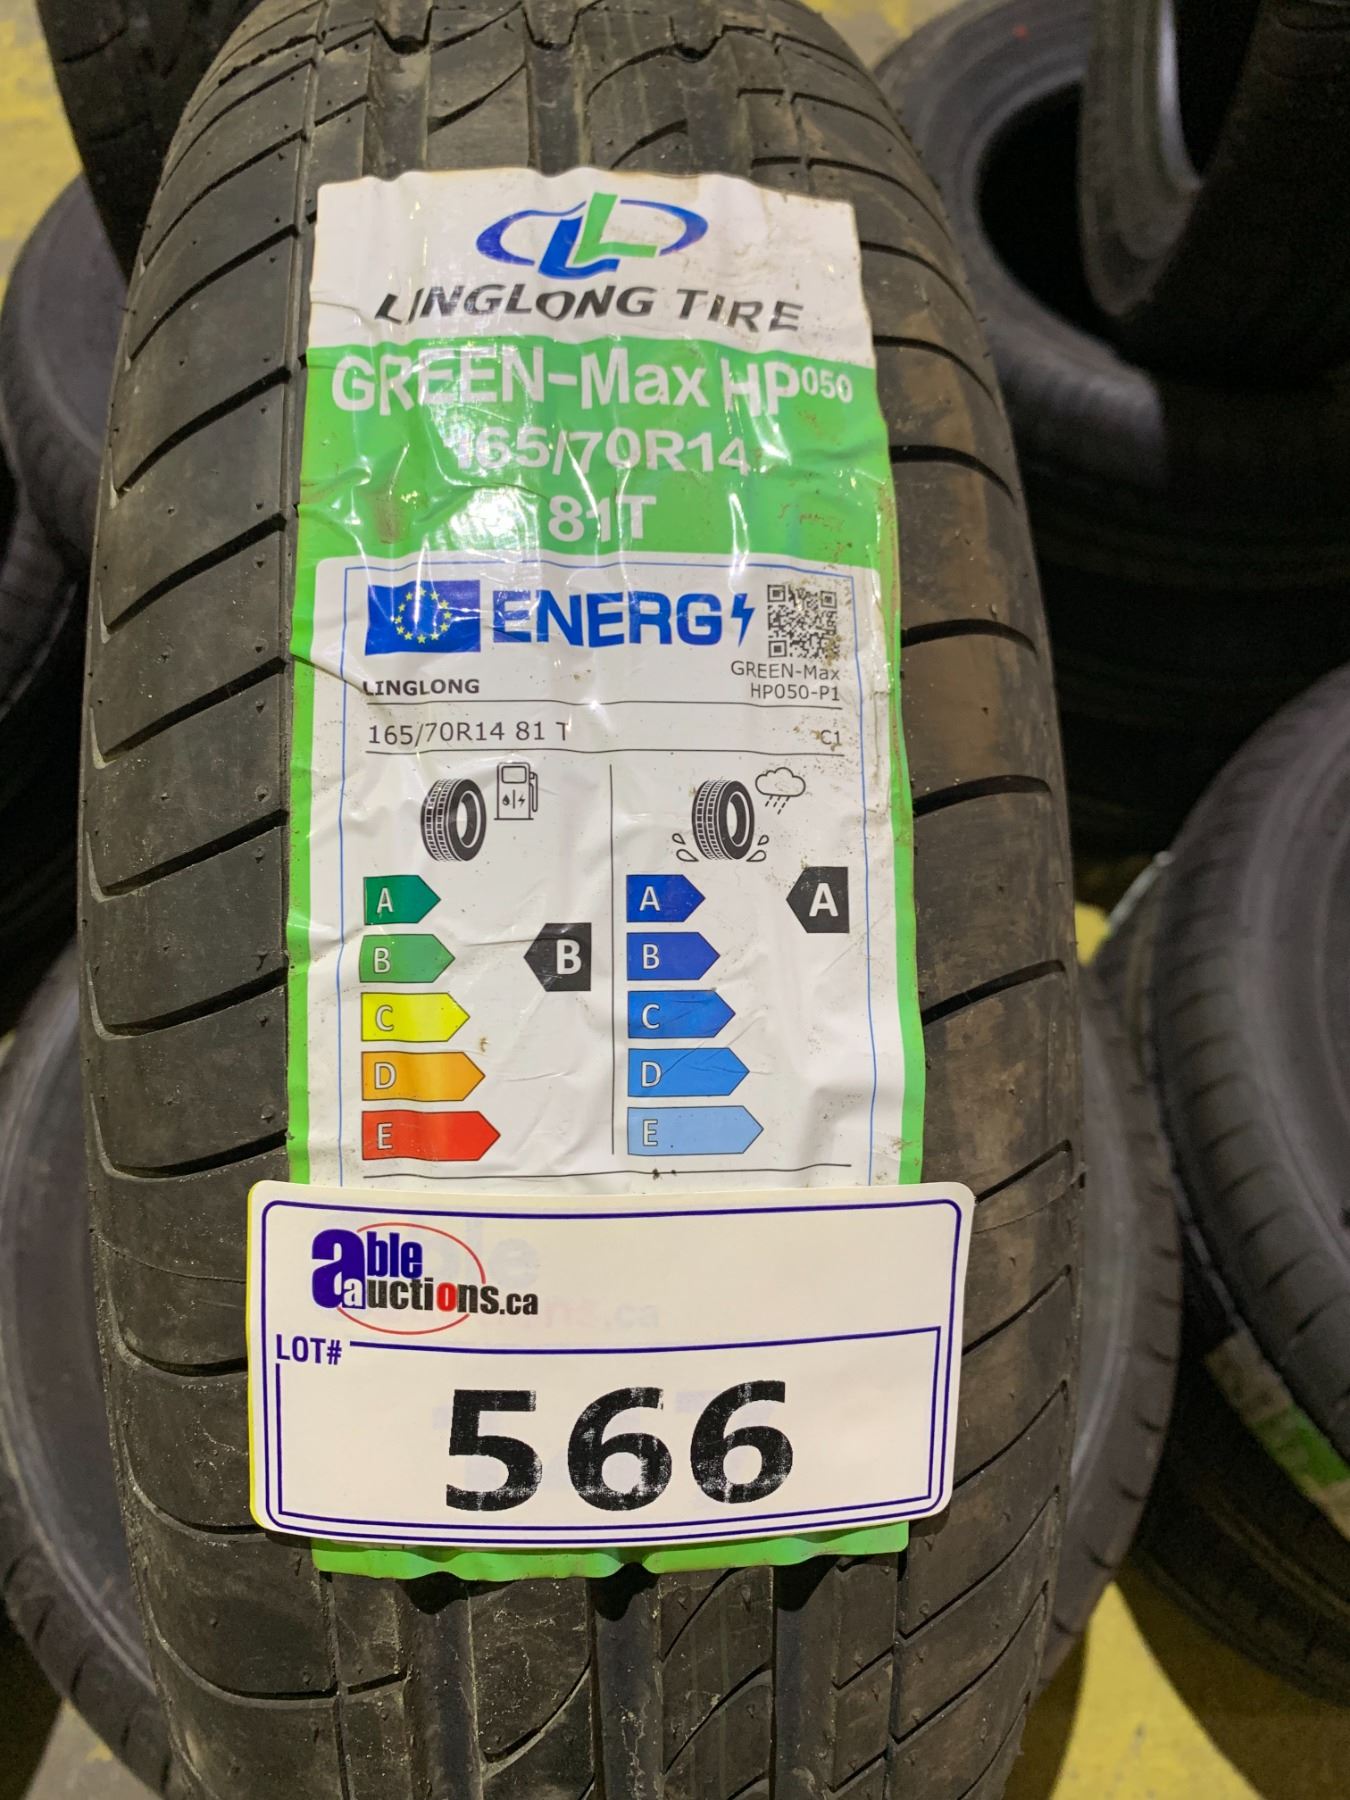 LINGLONG TIRE
GREEN-Max HP050
165/70R14
81T
ENERG
LINGLONG
GREEN-Max
HP050-P1
165/70R14 81 T
C1
A
A
A
B
B
B
C
C
D
D
E
E
able
auctions.ca
LOT#
566